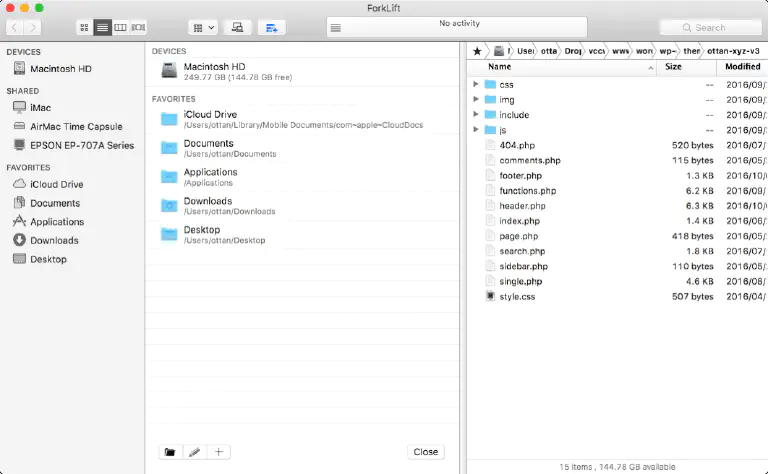 ForkLift
No activity
Search
DEVICES
Macintosh HD
SHARED
iMac
AirMac Time Capsule
EPSON EP-707A Series
FAVORITES
iCloud Drive
Documents
Applications
Downloads
Desktop
DEVICES
Macintosh HD
249.77 GB (144.78 GB free)
FAVORITES
iCloud Drive
/Users/ottan/Library/Mobile Documents/com~apple~CloudDocs
Documents
/Users/ottan/Documents
Applications
/Applications
Downloads
/Users/ottan/Downloads
Desktop
/Users/ottan/Desktop
Close
Use otta Drop vccv www wor wp- ther ottan-xyz-v3
Name Size Modified
css -- 2016/09/
img -- 2016/09/
include -- 2016/09/
js -- 2016/09/
404.php 520 bytes 2016/07/
comments.php 115 bytes 2016/05/
footer.php 1.3 KB 2016/10/
functions.php 6.2 KB 2016/09/
header.php 6.3 KB 2016/10/
index.php 1.4 KB 2016/08/
page.php 418 bytes 2016/05/
search.php 1.8 KB 2016/07/
sidebar.php 110 bytes 2016/05/
single.php 4.6 KB 2016/08/
style.css 507 bytes 2016/04/
15 items , 144.78 GB available